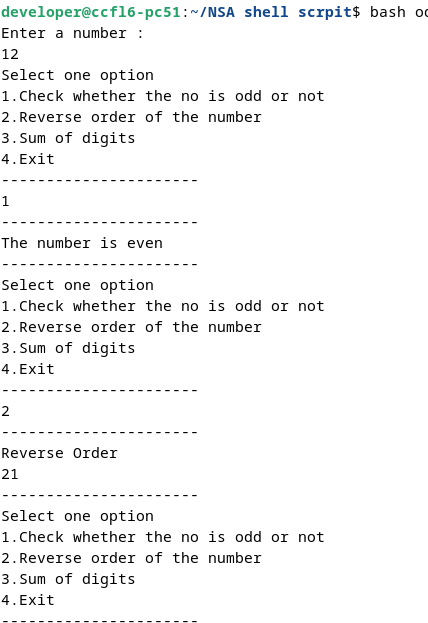 developer@ccfl6-pc51:~/NSA shell scrpit$ bash
Enter a number :
12
Select one option
1.Check whether the no is odd or not
2.Reverse order of the number
3.Sum of digits
4.Exit
----------------------
1
----------------------
The number is even
----------------------
Select one option
1.Check whether the no is odd or not
2.Reverse order of the number
3.Sum of digits
4.Exit
----------------------
2
----------------------
Reverse Order
21
----------------------
Select one option
1.Check whether the no is odd or not
2.Reverse order of the number
3.Sum of digits
4.Exit
----------------------